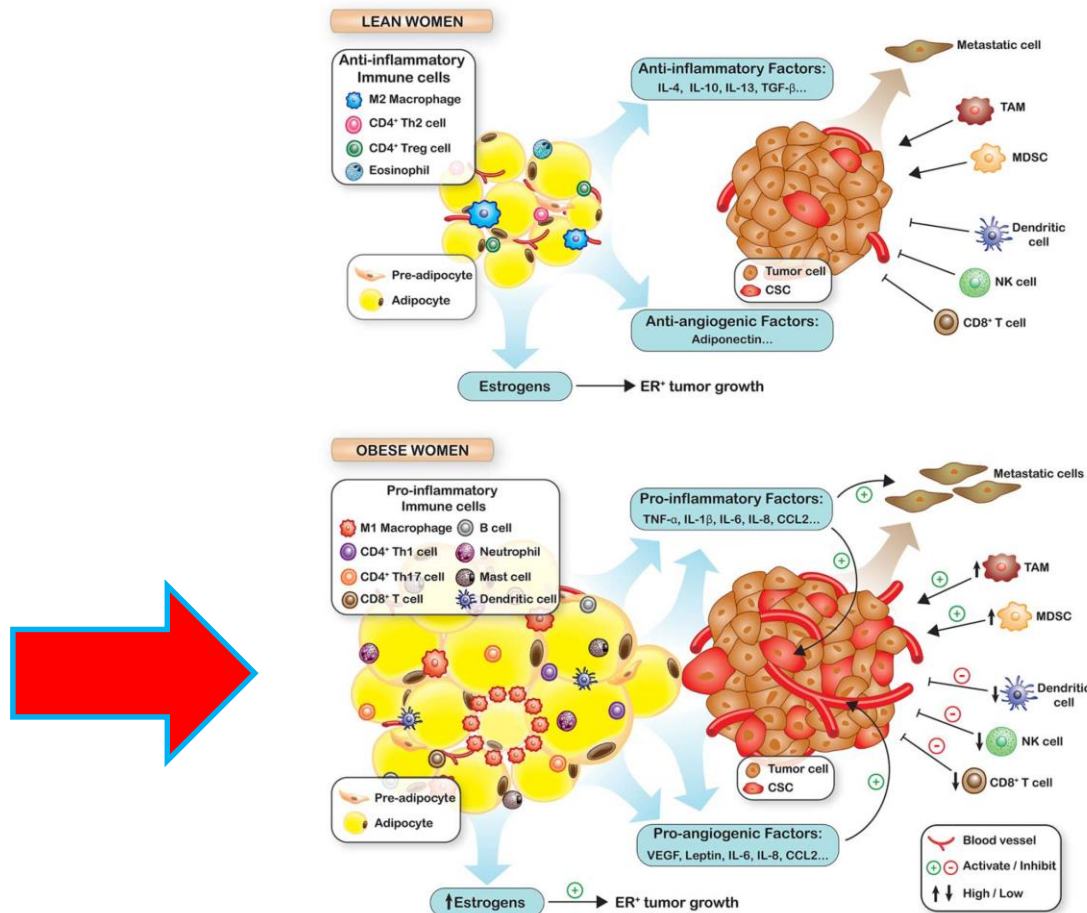 LEAN WOMEN
Anti-inflammatory
Immune cells
M2 Macrophage
CD4⁺ Th2 cell
CD4⁺ Treg cell
Eosinophil
Pre-adipocyte
Adipocyte
Anti-inflammatory Factors:
IL-4, IL-10, IL-13, TGF-β...
Anti-angiogenic Factors:
Adiponectin...
Estrogens
ER⁺ tumor growth
Tumor cell
CSC
Metastatic cell
TAM
MDSC
Dendritic
cell
NK cell
CD8⁺ T cell
OBESE WOMEN
Pro-inflammatory
Immune cells
M1 Macrophage
CD4⁺ Th1 cell
CD4⁺ Th17 cell
CD8⁺ T cell
B cell
Neutrophil
Mast cell
Dendritic cell
Pre-adipocyte
Adipocyte
Pro-inflammatory Factors:
TNF-α, IL-1β, IL-6, IL-8, CCL2...
Pro-angiogenic Factors:
VEGF, Leptin, IL-6, IL-8, CCL2...
Estrogens
ER⁺ tumor growth
Tumor cell
CSC
Metastatic cells
TAM
MDSC
Dendritic
cell
NK cell
CD8⁺ T cell
Blood vessel
Activate / Inhibit
High / Low